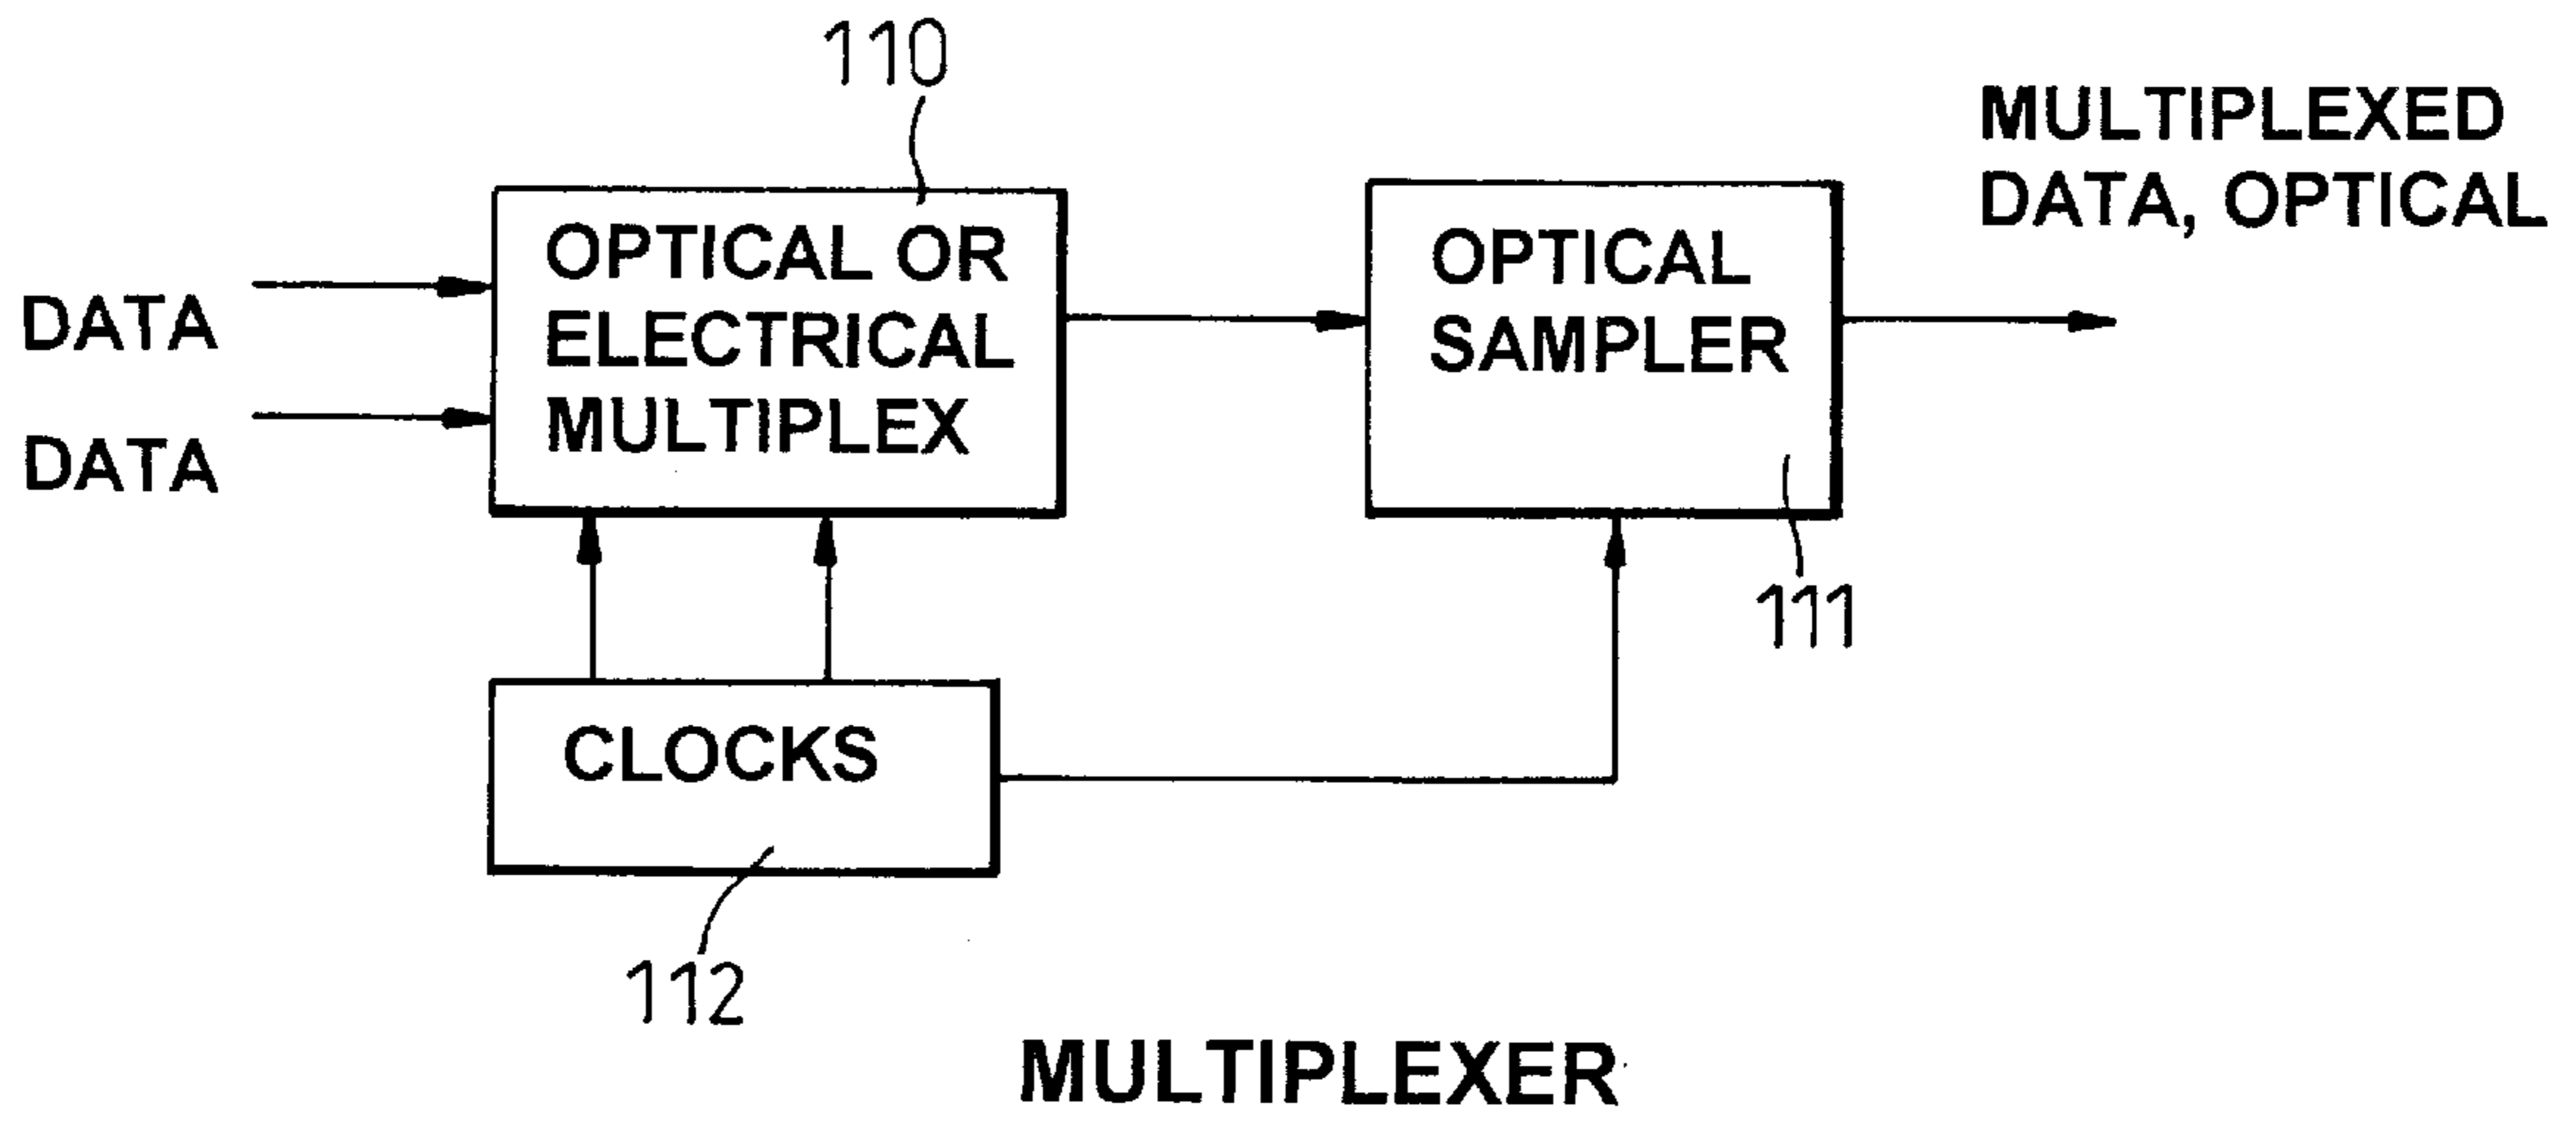 110
MULTIPLEXED
DATA, OPTICAL
OPTICAL OR
ELECTRICAL
MULTIPLEX
OPTICAL
SAMPLER
DATA
DATA
111
CLOCKS
112
MULTIPLEXER